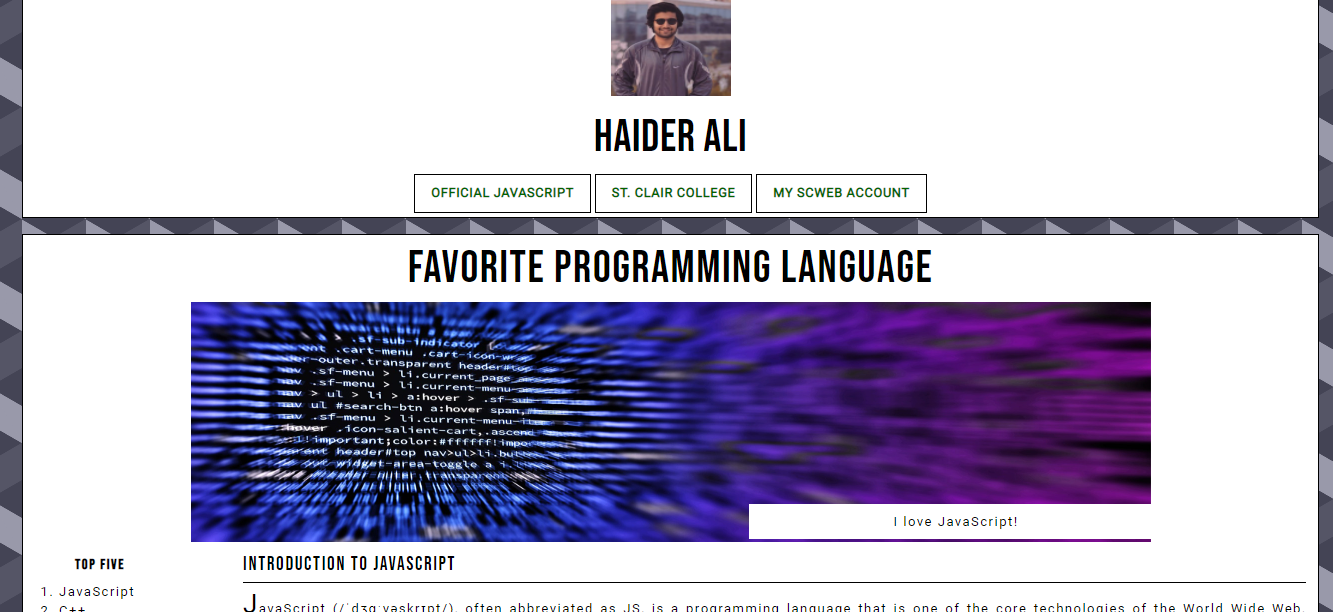 HAIDER ALI
OFFICIAL JAVASCRIPT ST. CLAIR COLLEGE MY SCWEB ACCOUNT
FAVORITE PROGRAMMING LANGUAGE
.sf-sub-indicator
.cart-menu .cart-icon-wr
der-outer.transparent header#top
nav .sf-menu > li.current_page
nav .sf-menu > li.current-menu
nav > ul > li > a:hover > .sf-sub
nav ul #search-btn a:hover span,
nav .sf-menu > li.current-menu-ite
hover .icon-salient-cart,.ascend
!important;color:#ffffff!impo
parent header#top nav>ul>li.but
widget-area-toggle a i
I love JavaScript!
TOP FIVE
1. JavaScript
2. C++
INTRODUCTION TO JAVASCRIPT
JavaScript (/ˈdʒɑːvəskrɪpt/), often abbreviated as JS, is a programming language that is one of the core technologies of the World Wide Web,